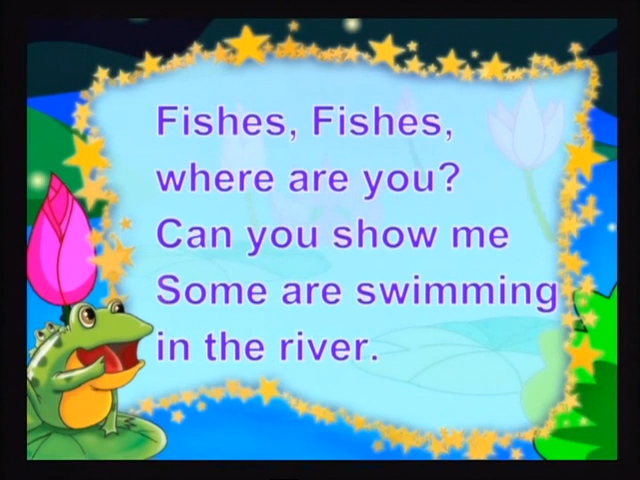 Fishes, Fishes,
where are you?
Can you show me
Some are swimming
in the river.